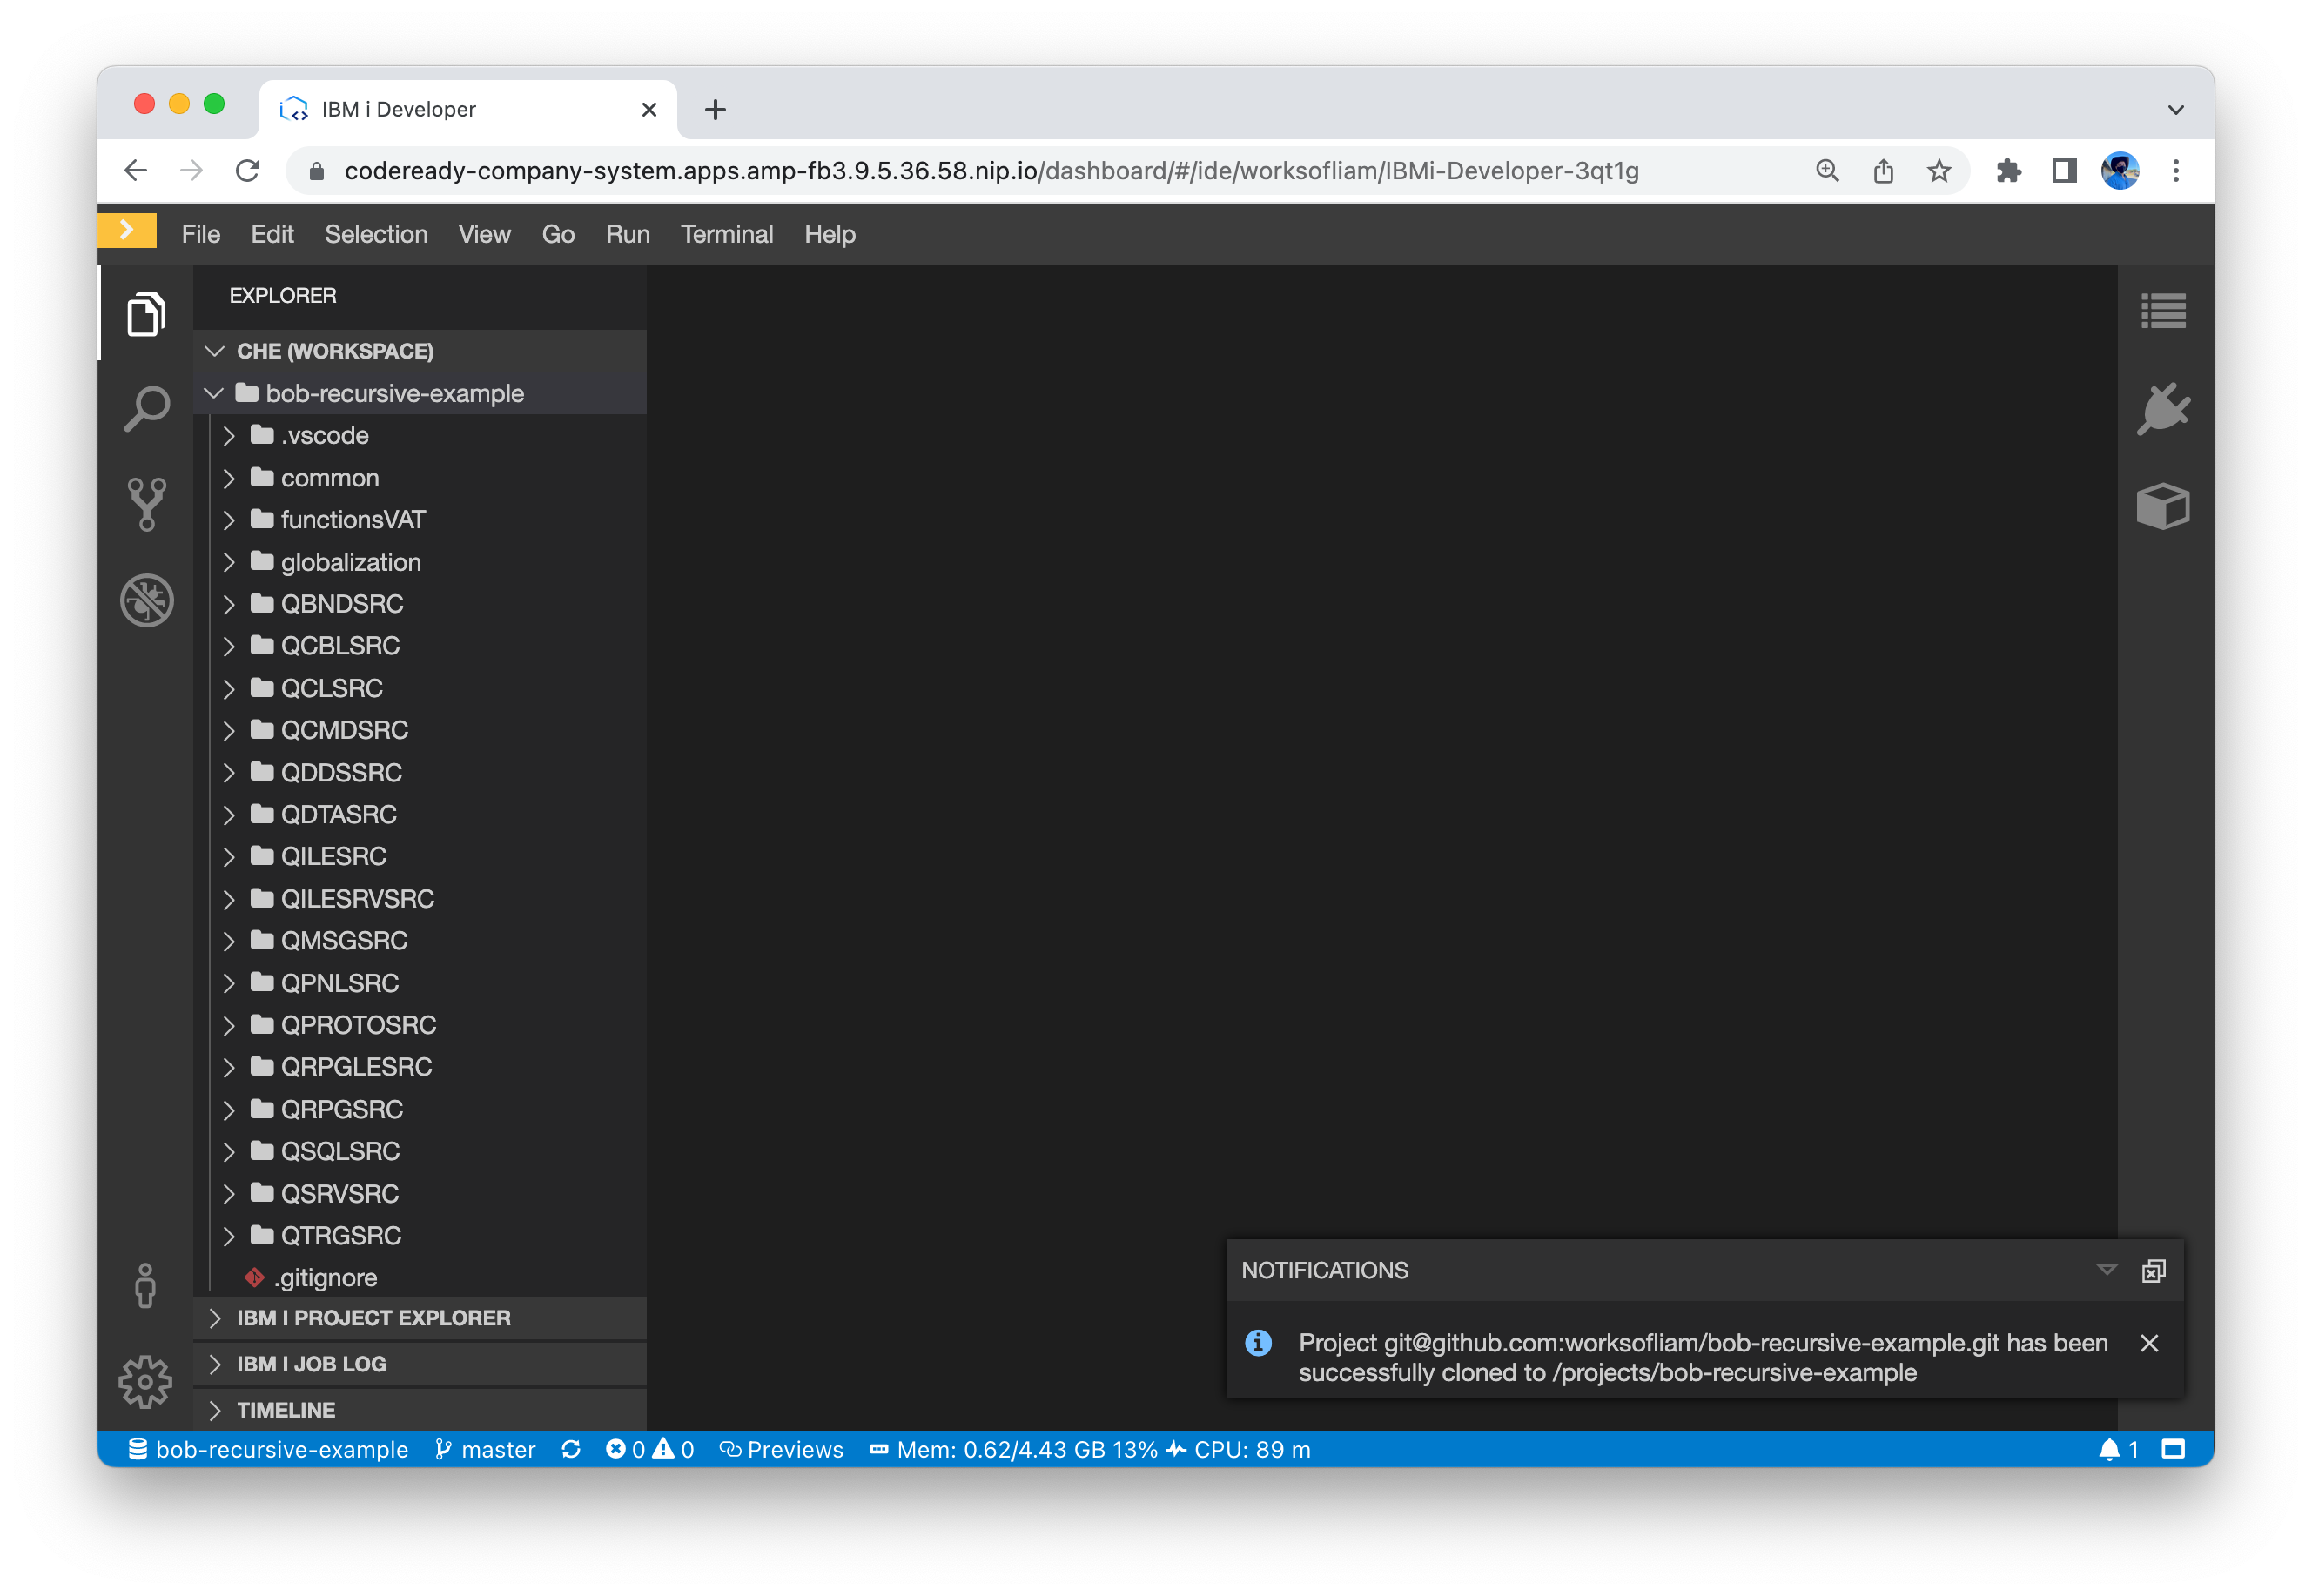 IBM i Developer
codeready-company-system.apps.amp-fb3.9.5.36.58.nip.io/dashboard/#/ide/worksofliam/IBMi-Developer-3qt1g
File Edit Selection View Go Run Terminal Help
EXPLORER
CHE (WORKSPACE)
bob-recursive-example
.vscode
common
functionsVAT
globalization
QBNDSRC
QCBLSRC
QCLSRC
QCMDSRC
QDDSSRC
QDTASRC
QILESRC
QILESRVSRC
QMSGSRC
QPNLSRC
QPROTOSRC
QRPGLESRC
QRPGSRC
QSQLSRC
QSRVSRC
QTRGSRC
.gitignore
IBM I PROJECT EXPLORER
IBM I JOB LOG
TIMELINE
NOTIFICATIONS
Project git@github.com:worksofliam/bob-recursive-example.git has been
successfully cloned to /projects/bob-recursive-example
bob-recursive-example master 0 0 Previews Mem: 0.62/4.43 GB 13% CPU: 89 m 1